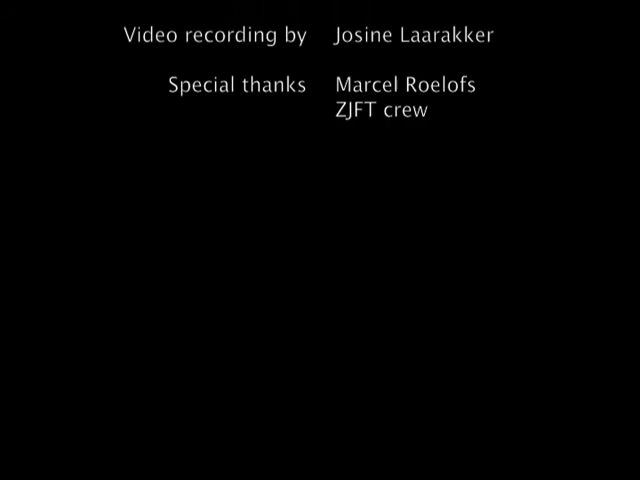 Video recording by Josine Laarakker
Special thanks Marcel Roelofs
ZJFT crew